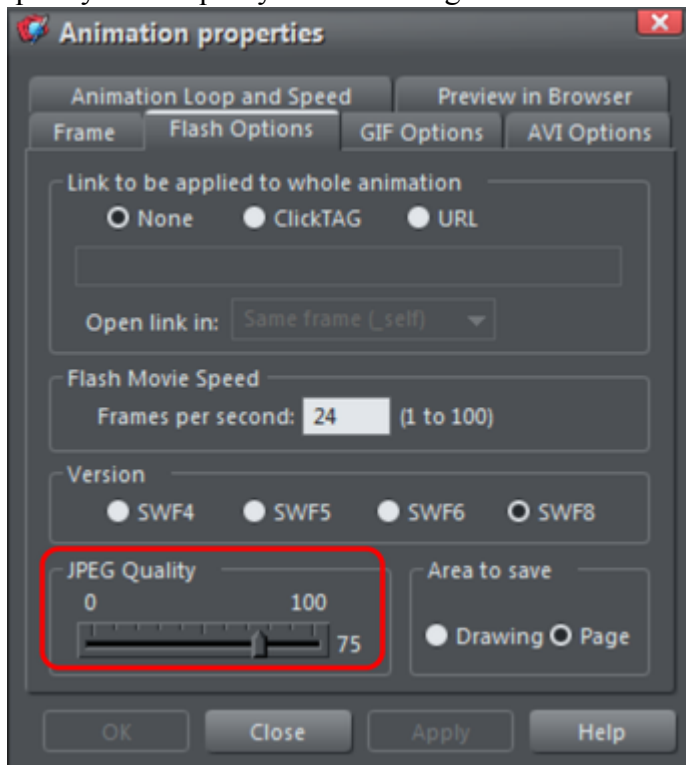 Animation properties
Animation Loop and Speed Preview in Browser
Frame Flash Options GIF Options AVI Options
Link to be applied to whole animation
None ClickTAG URL
Open link in: Same frame (_self)
Flash Movie Speed
Frames per second: 24 (1 to 100)
Version
SWF4 SWF5 SWF6 SWF8
JPEG Quality Area to save
0 100
75 Drawing Page
OK Close Apply Help